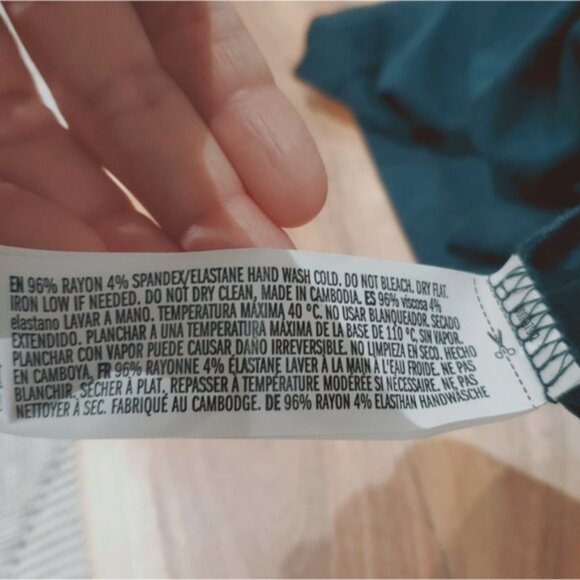 EN 96% RAYON 4% SPANDEX/ELASTANE HAND WASH COLD. DO NOT BLEACH. DRY FLAT.
IRON LOW IF NEEDED. DO NOT DRY CLEAN, MADE IN CAMBODIA. ES 96% viscosa 4%
elastano LAVAR A MANO. TEMPERATURA MÁXIMA 40 °C. NO USAR BLANQUEADOR. SECADO
EXTENDIDO. PLANCHAR A UNA TEMPERATURA MÁXIMA DE LA BASE DE 110 °C, SIN VAPOR.
PLANCHAR CON VAPOR PUEDE CAUSAR DAÑO IRREVERSIBLE. NO LIMPIEZA EN SECO. HECHO
EN CAMBOYA. FR 96% RAYONNE 4% ÉLASTANE LAVER À LA MAIN À L'EAU FROIDE. NE PAS
BLANCHIR. SÉCHER À PLAT. REPASSER À TEMPÉRATURE MODÉRÉE SI NÉCESSAIRE. NE PAS
NETTOYER À SEC. FABRIQUÉ AU CAMBODGE. DE 96% RAYON 4% ELASTHAN HANDWÄSCHE